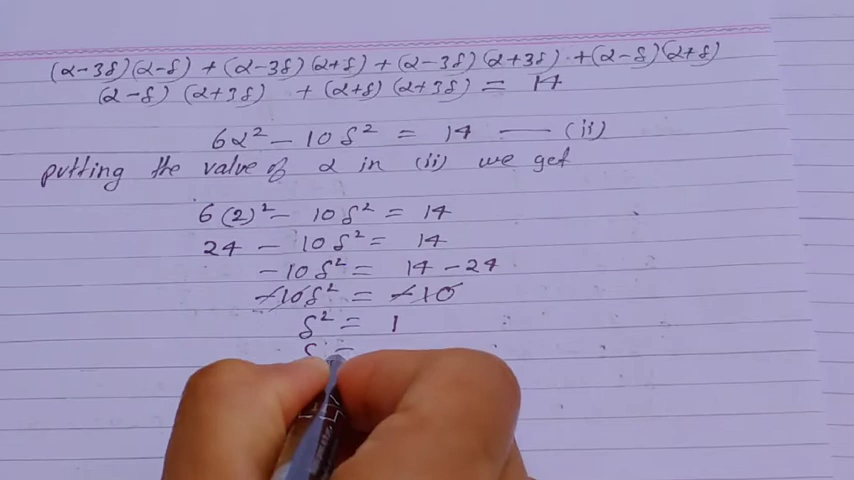 (α-3δ)(α-δ) + (α-3δ)(α+δ) + (α-3δ)(α+3δ) + (α-δ)(α+δ)
(α-δ) (α+3δ) + (α+δ) (α+3δ) = 14
6α² - 10δ² = 14 — (ii)
putting the value of α in (ii) we get
6(2)² - 10δ² = 14
24 - 10δ² = 14
-10δ² = 14 - 24
-10δ² = -10
δ² = 1
δ =